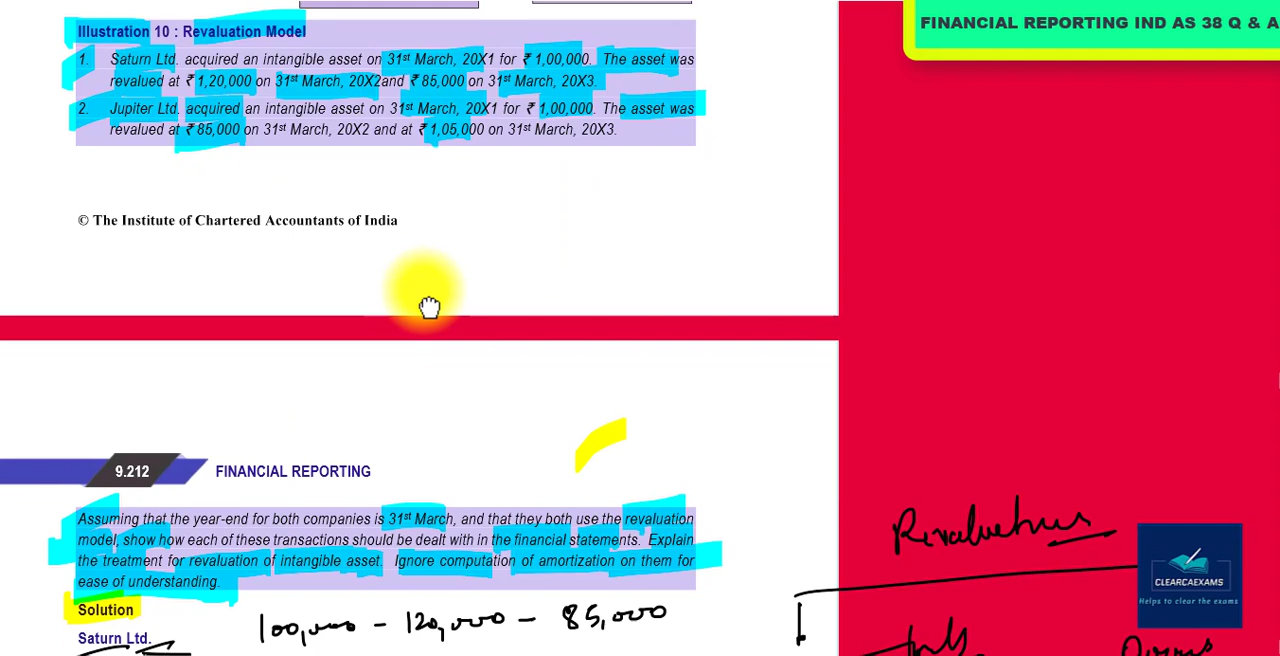 FINANCIAL REPORTING IND AS 38 Q & A
Illustration 10 : Revaluation Model
1. Saturn Ltd. acquired an intangible asset on 31st March, 20X1 for ₹ 1,00,000. The asset was
revalued at ₹ 1,20,000 on 31st March, 20X2and ₹ 85,000 on 31st March, 20X3.
2. Jupiter Ltd. acquired an intangible asset on 31st March, 20X1 for ₹ 1,00,000. The asset was
revalued at ₹ 85,000 on 31st March, 20X2 and at ₹ 1,05,000 on 31st March, 20X3.
© The Institute of Chartered Accountants of India
9.212 FINANCIAL REPORTING
Assuming that the year-end for both companies is 31st March, and that they both use the revaluation
model, show how each of these transactions should be dealt with in the financial statements. Explain
the treatment for revaluation of intangible asset. Ignore computation of amortization on them for
ease of understanding.
Solution
Saturn Ltd.
100,000 - 120,000 - 85,000
CLEARCAEXAMS
Helps to clear the exams